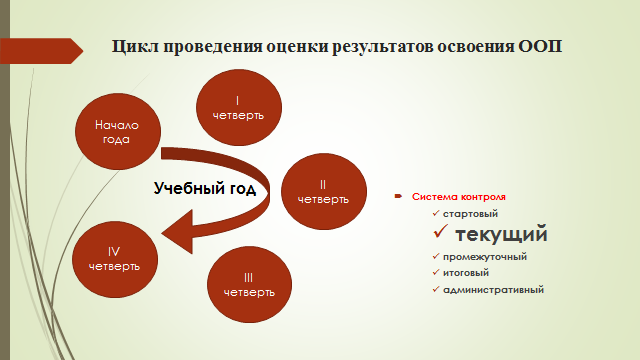 Цикл проведения оценки результатов освоения ООП
Начало
года
I
четверть
II
четверть
III
четверть
IV
четверть
Учебный год
Система контроля
стартовый
текущий
промежуточный
итоговый
административный